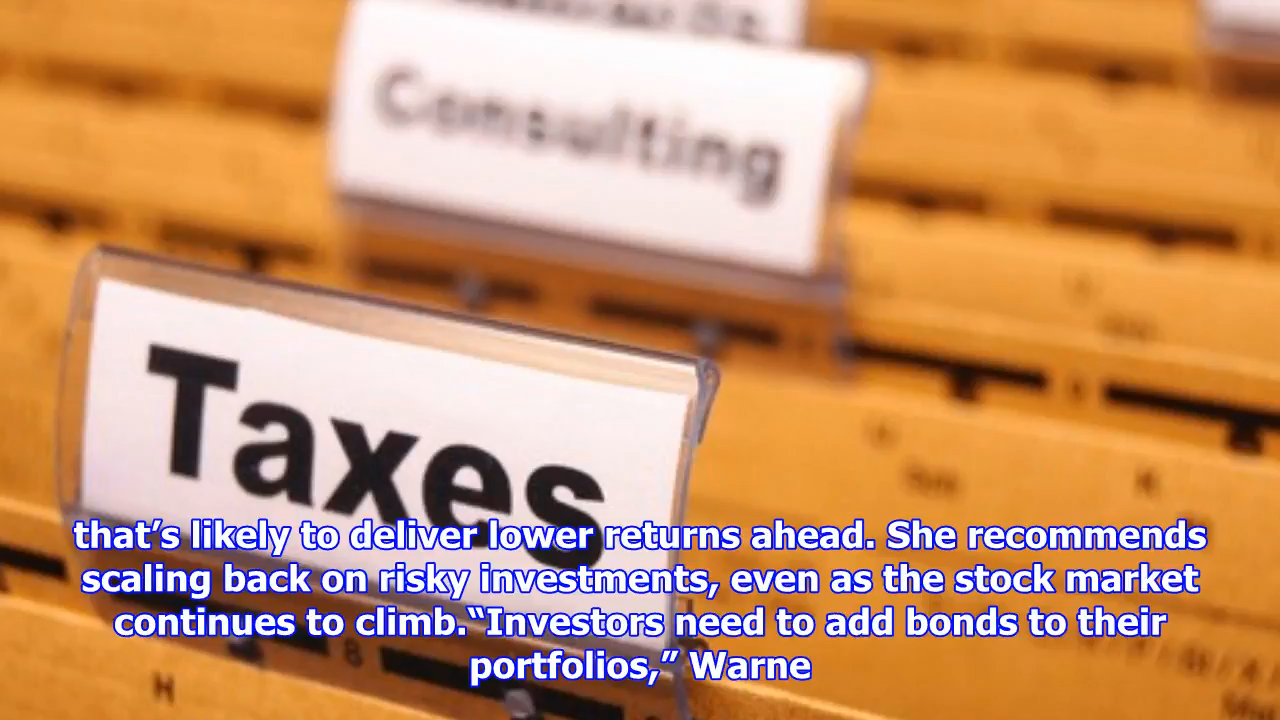 Consulting
Taxes
8
H
that’s likely to deliver lower returns ahead. She recommends
scaling back on risky investments, even as the stock market
continues to climb.“Investors need to add bonds to their
portfolios,” Warne